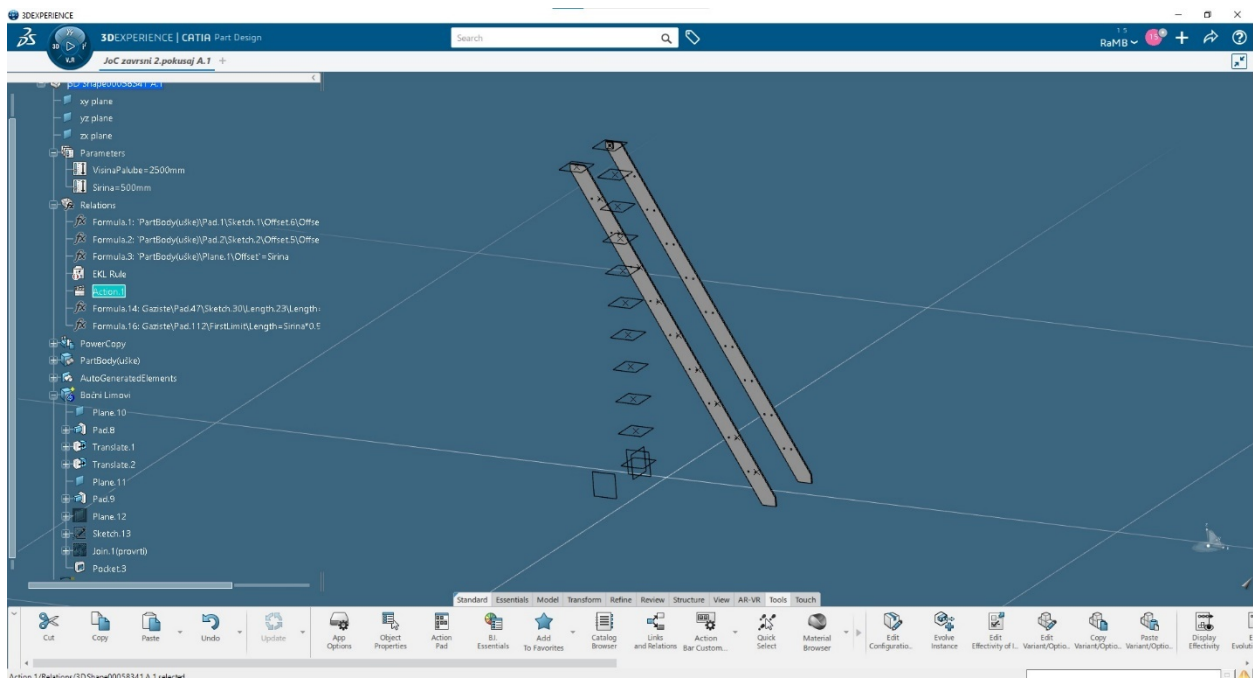 3DEXPERIENCE
3DEXPERIENCE | CATIA Part Design
Search
RaMB
JoC zavrsni 2.pokusaj A.1
3D Shape00058341 A.1
xy plane
yz plane
zx plane
Parameters
VisinaPalube=2500mm
Sirina=500mm
Relations
Formula.1: `PartBody(uške)\Pad.1\Sketch.1\Offset.6\Offse
Formula.2: `PartBody(uške)\Pad.2\Sketch.2\Offset.5\Offse
Formula.3: `PartBody(uške)\Plane.1\Offset`=Sirina
EKL Rule
Action.1
Formula.14: Gaziste\Pad.47\Sketch.30\Length.23\Length=
Formula.16: Gaziste\Pad.112\FirstLimit\Length=Sirina*0.5
PowerCopy
PartBody(uške)
AutoGeneratedElements
Bočni Limovi
Plane.10
Pad.8
Translate.1
Translate.2
Plane.11
Pad.9
Plane.12
Sketch.13
Join.1(provrti)
Pocket.3
Standard Essentials Model Transform Refine Review Structure View AR-VR Tools Touch
Cut Copy Paste Undo Update App Options Object Properties Action Pad B.I. Essentials Add To Favorites Catalog Browser Links and Relations Action Bar Custom... Quick Select Material Browser Edit Configuratio... Evolve Instance Edit Effectivity of I... Edit Variant/Optio... Copy Variant/Optio... Paste Variant/Optio... Display Effectivity
Action.1/Relations/3DShape00058341 A.1 selected